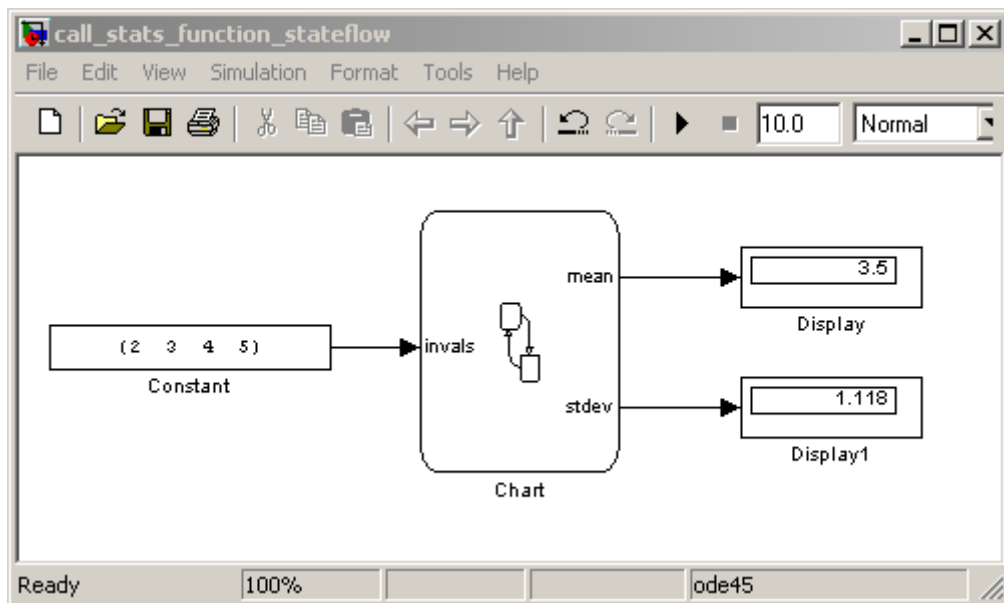 call_stats_function_stateflow
File Edit View Simulation Format Tools Help
10.0 Normal
mean
3.5
Display
(2 3 4 5)
Constant
invals
stdev
1.118
Display1
Chart
Ready 100% ode45